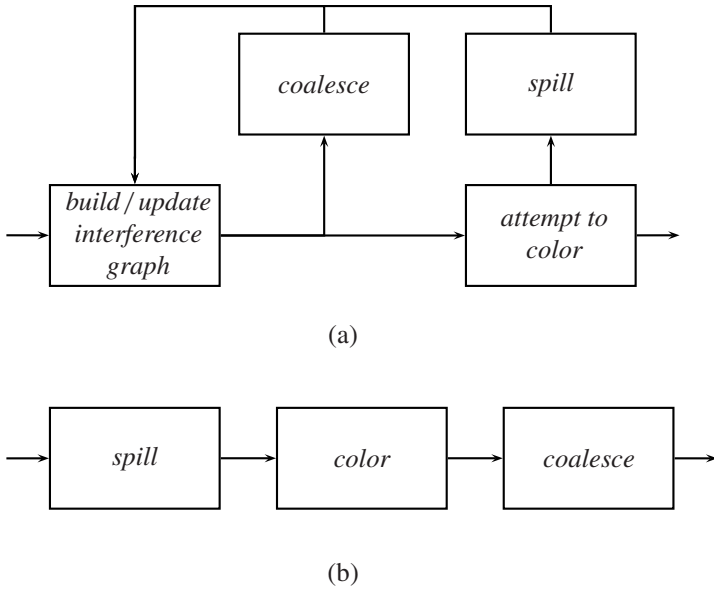 coalesce
spill
build / update
interference
graph
attempt to
color
(a)
spill
color
coalesce
(b)